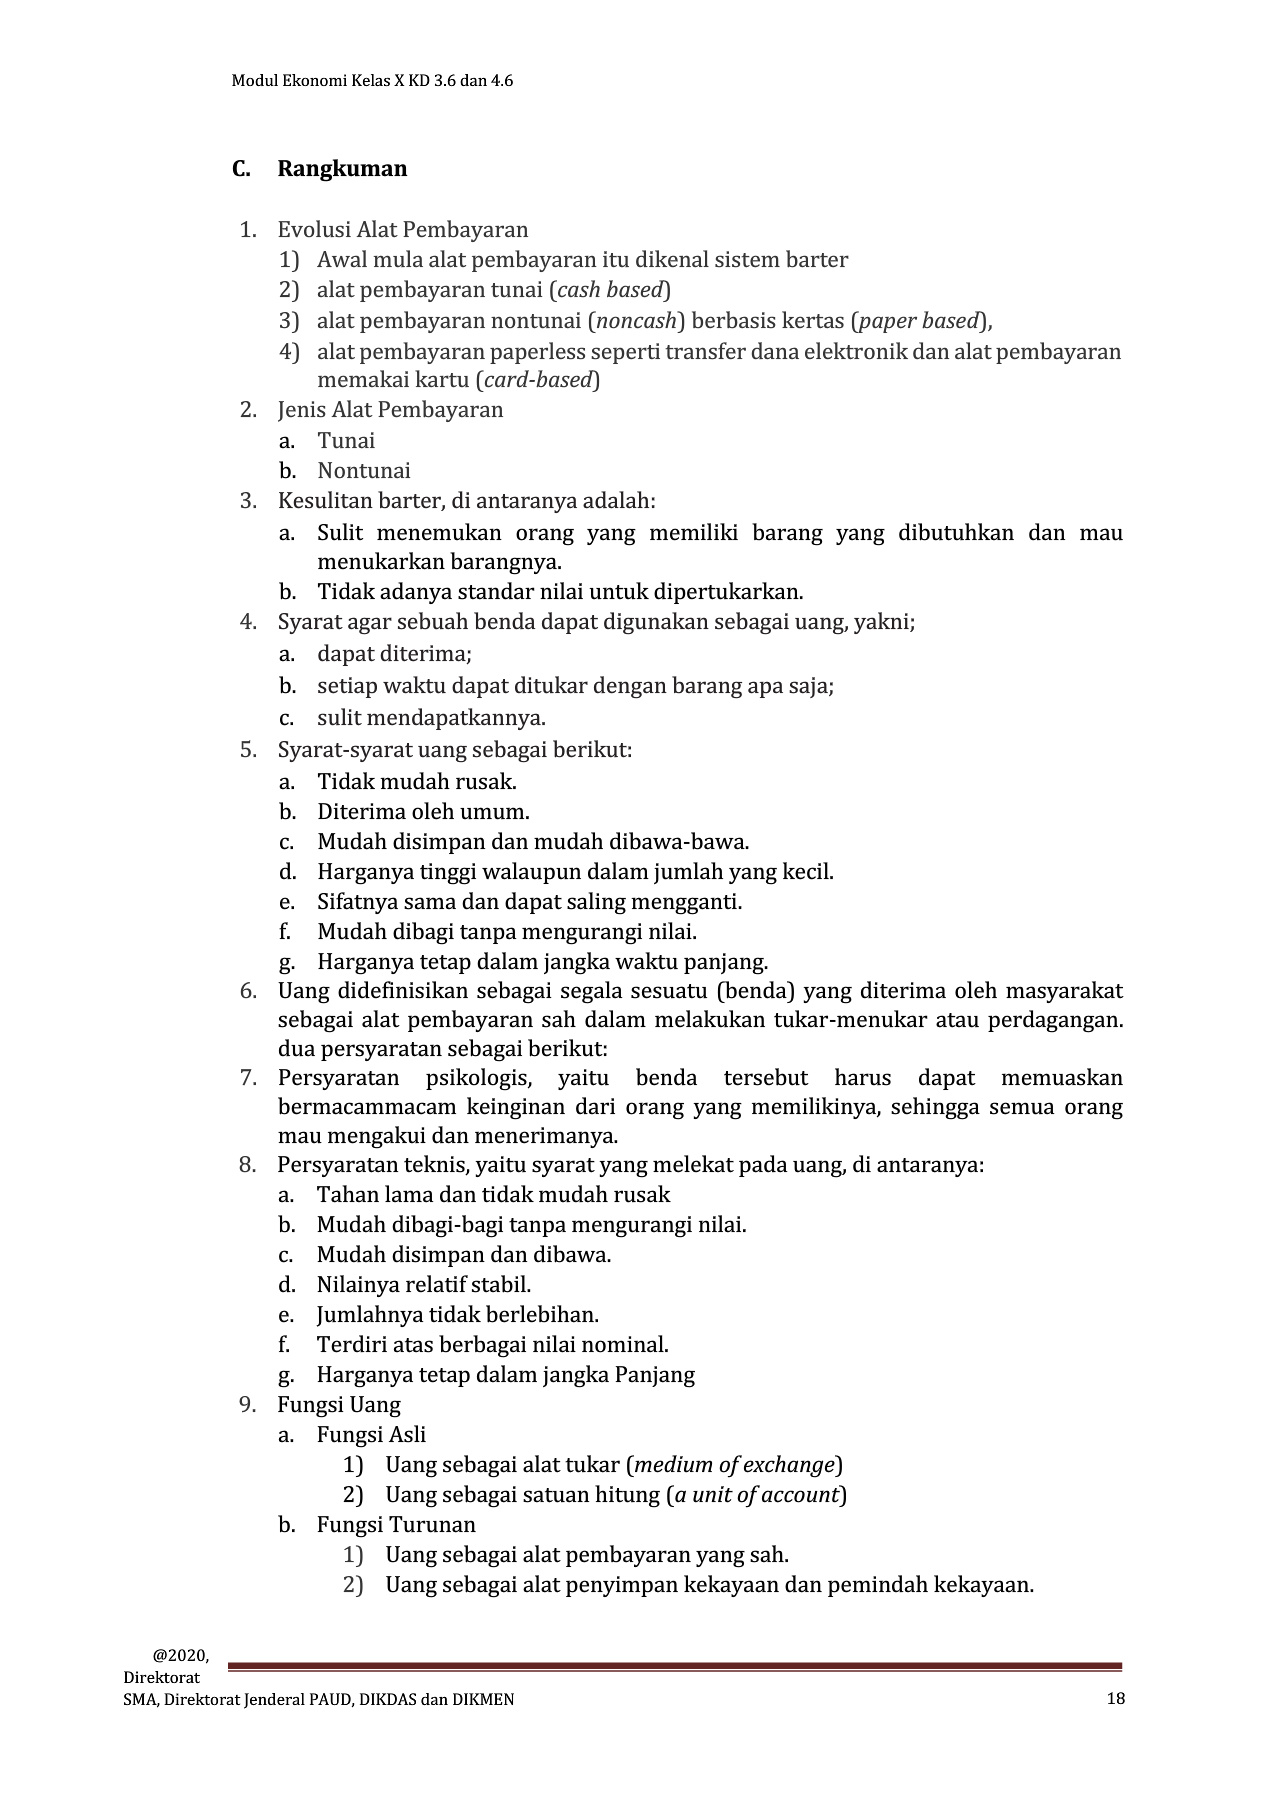 Modul Ekonomi Kelas X KD 3.6 dan 4.6
C. Rangkuman
1. Evolusi Alat Pembayaran
1) Awal mula alat pembayaran itu dikenal sistem barter
2) alat pembayaran tunai (cash based)
3) alat pembayaran nontunai (noncash) berbasis kertas (paper based),
4) alat pembayaran paperless seperti transfer dana elektronik dan alat pembayaran
memakai kartu (card-based)
2. Jenis Alat Pembayaran
a. Tunai
b. Nontunai
3. Kesulitan barter, di antaranya adalah:
a. Sulit menemukan orang yang memiliki barang yang dibutuhkan dan mau
menukarkan barangnya.
b. Tidak adanya standar nilai untuk dipertukarkan.
4. Syarat agar sebuah benda dapat digunakan sebagai uang, yakni;
a. dapat diterima;
b. setiap waktu dapat ditukar dengan barang apa saja;
c. sulit mendapatkannya.
5. Syarat-syarat uang sebagai berikut:
a. Tidak mudah rusak.
b. Diterima oleh umum.
c. Mudah disimpan dan mudah dibawa-bawa.
d. Harganya tinggi walaupun dalam jumlah yang kecil.
e. Sifatnya sama dan dapat saling mengganti.
f. Mudah dibagi tanpa mengurangi nilai.
g. Harganya tetap dalam jangka waktu panjang.
6. Uang didefinisikan sebagai segala sesuatu (benda) yang diterima oleh masyarakat
sebagai alat pembayaran sah dalam melakukan tukar-menukar atau perdagangan.
dua persyaratan sebagai berikut:
7. Persyaratan psikologis, yaitu benda tersebut harus dapat memuaskan
bermacammacam keinginan dari orang yang memilikinya, sehingga semua orang
mau mengakui dan menerimanya.
8. Persyaratan teknis, yaitu syarat yang melekat pada uang, di antaranya:
a. Tahan lama dan tidak mudah rusak
b. Mudah dibagi-bagi tanpa mengurangi nilai.
c. Mudah disimpan dan dibawa.
d. Nilainya relatif stabil.
e. Jumlahnya tidak berlebihan.
f. Terdiri atas berbagai nilai nominal.
g. Harganya tetap dalam jangka Panjang
9. Fungsi Uang
a. Fungsi Asli
1) Uang sebagai alat tukar (medium of exchange)
2) Uang sebagai satuan hitung (a unit of account)
b. Fungsi Turunan
1) Uang sebagai alat pembayaran yang sah.
2) Uang sebagai alat penyimpan kekayaan dan pemindah kekayaan.
@2020,
Direktorat
SMA, Direktorat Jenderal PAUD, DIKDAS dan DIKMEN 18